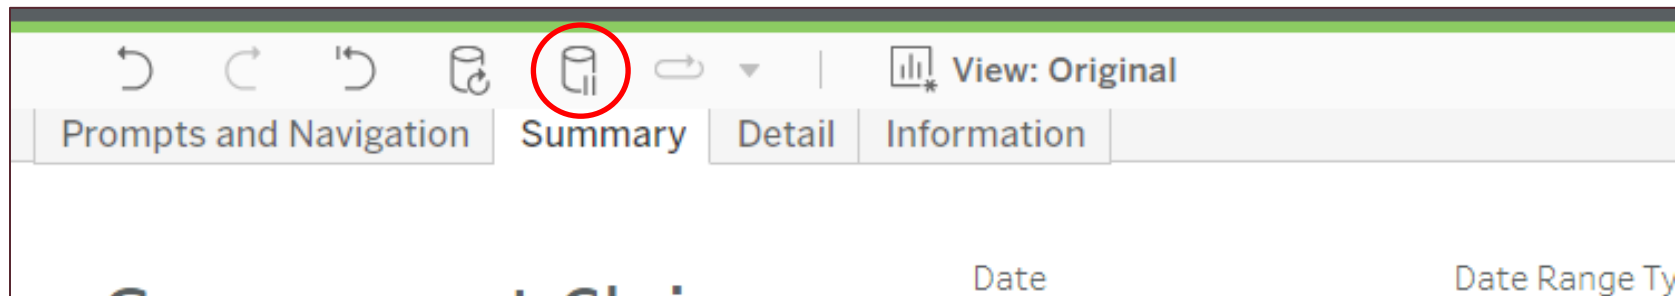 View: Original
Prompts and Navigation Summary Detail Information
Date Date Range Ty